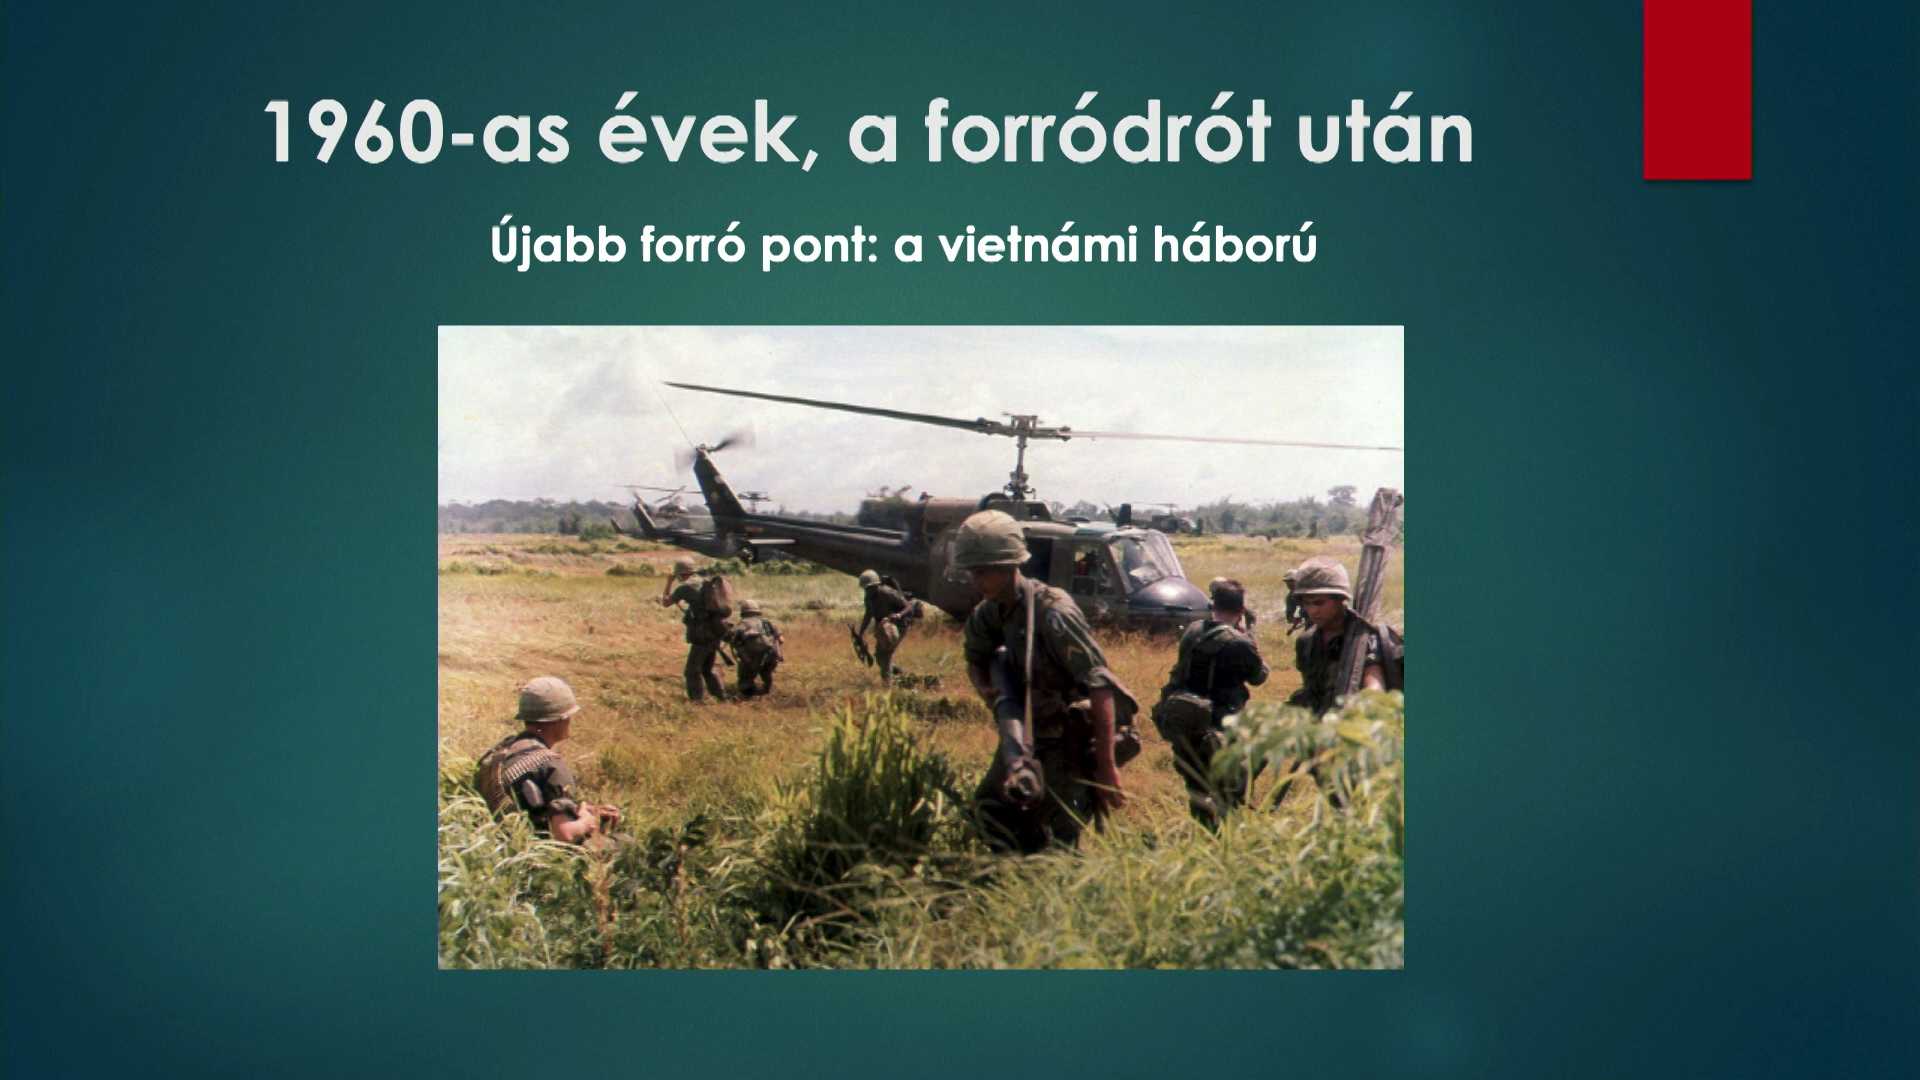 1960-as évek, a forródrót után
Újabb forró pont: a vietnámi háború